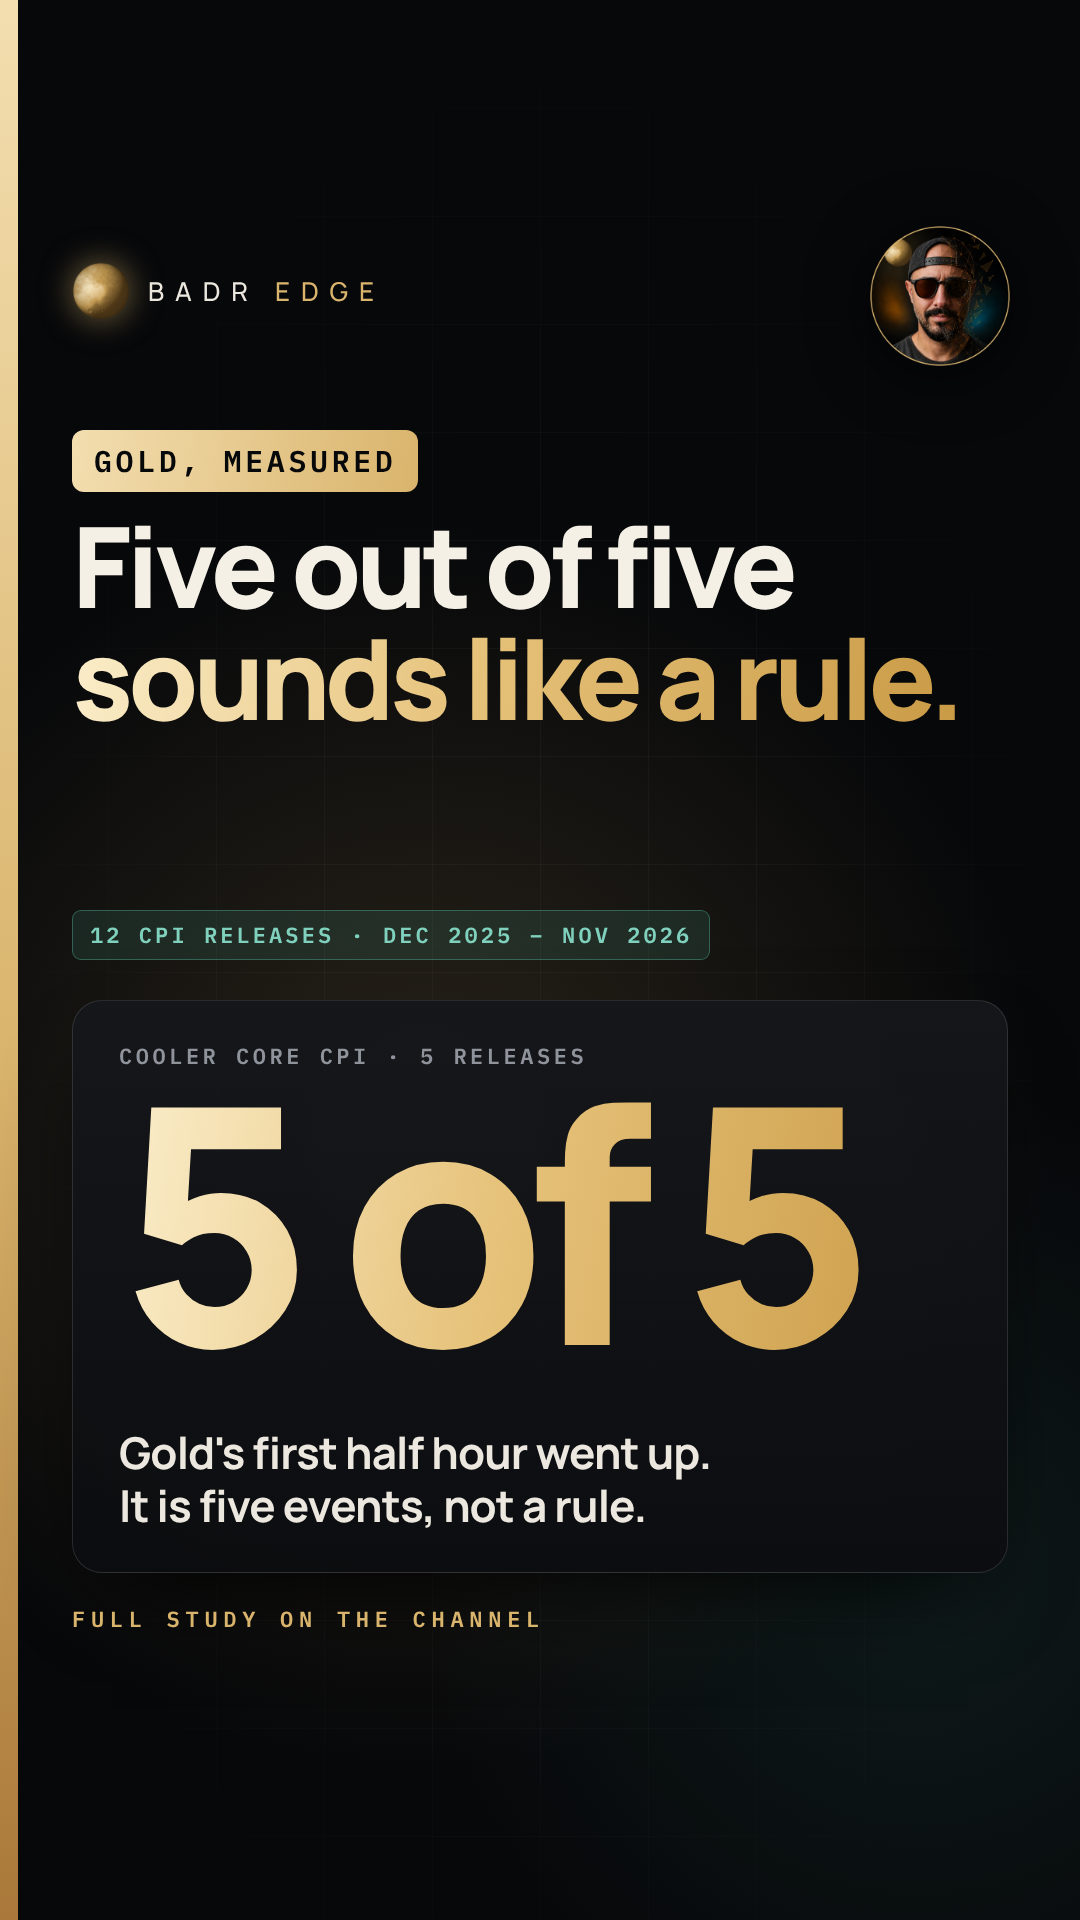 BADR EDGE
GOLD, MEASURED
Five out of five
sounds like a rule.
12 CPI RELEASES · DEC 2025 – NOV 2026
COOLER CORE CPI · 5 RELEASES
5 of 5
Gold's first half hour went up.
It is five events, not a rule.
FULL STUDY ON THE CHANNEL